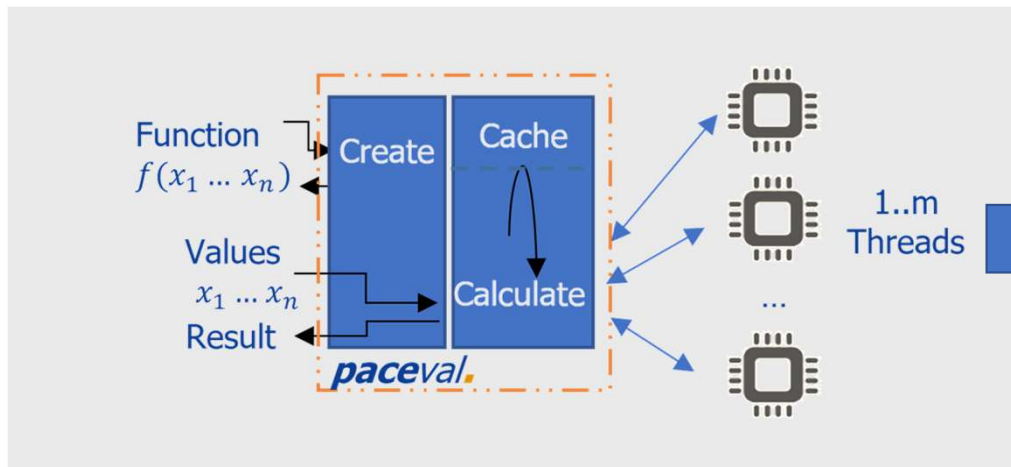 Function
f(x₁ ... xₙ)
Create
Cache
Values
x₁ ... xₙ
Calculate
Result
paceval.
1..m
Threads
...